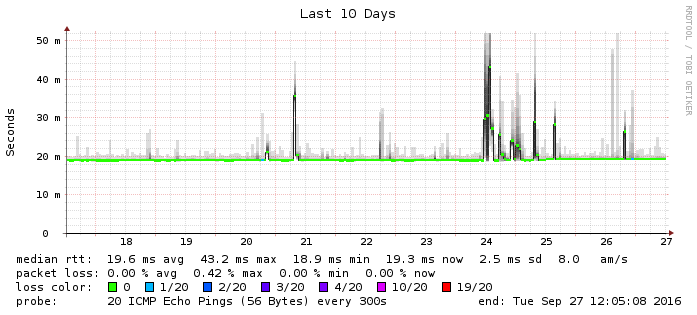 Last 10 Days
RRDTOOL / TOBI OETIKER
Seconds
50 m
40 m
30 m
20 m
10 m
0
18 19 20 21 22 23 24 25 26 27
median rtt: 19.6 ms avg 43.2 ms max 18.9 ms min 19.3 ms now 2.5 ms sd 8.0 am/s
packet loss: 0.00 % avg 0.42 % max 0.00 % min 0.00 % now
loss color: 0 1/20 2/20 3/20 4/20 10/20 19/20
probe: 20 ICMP Echo Pings (56 Bytes) every 300s end: Tue Sep 27 12:05:08 2016